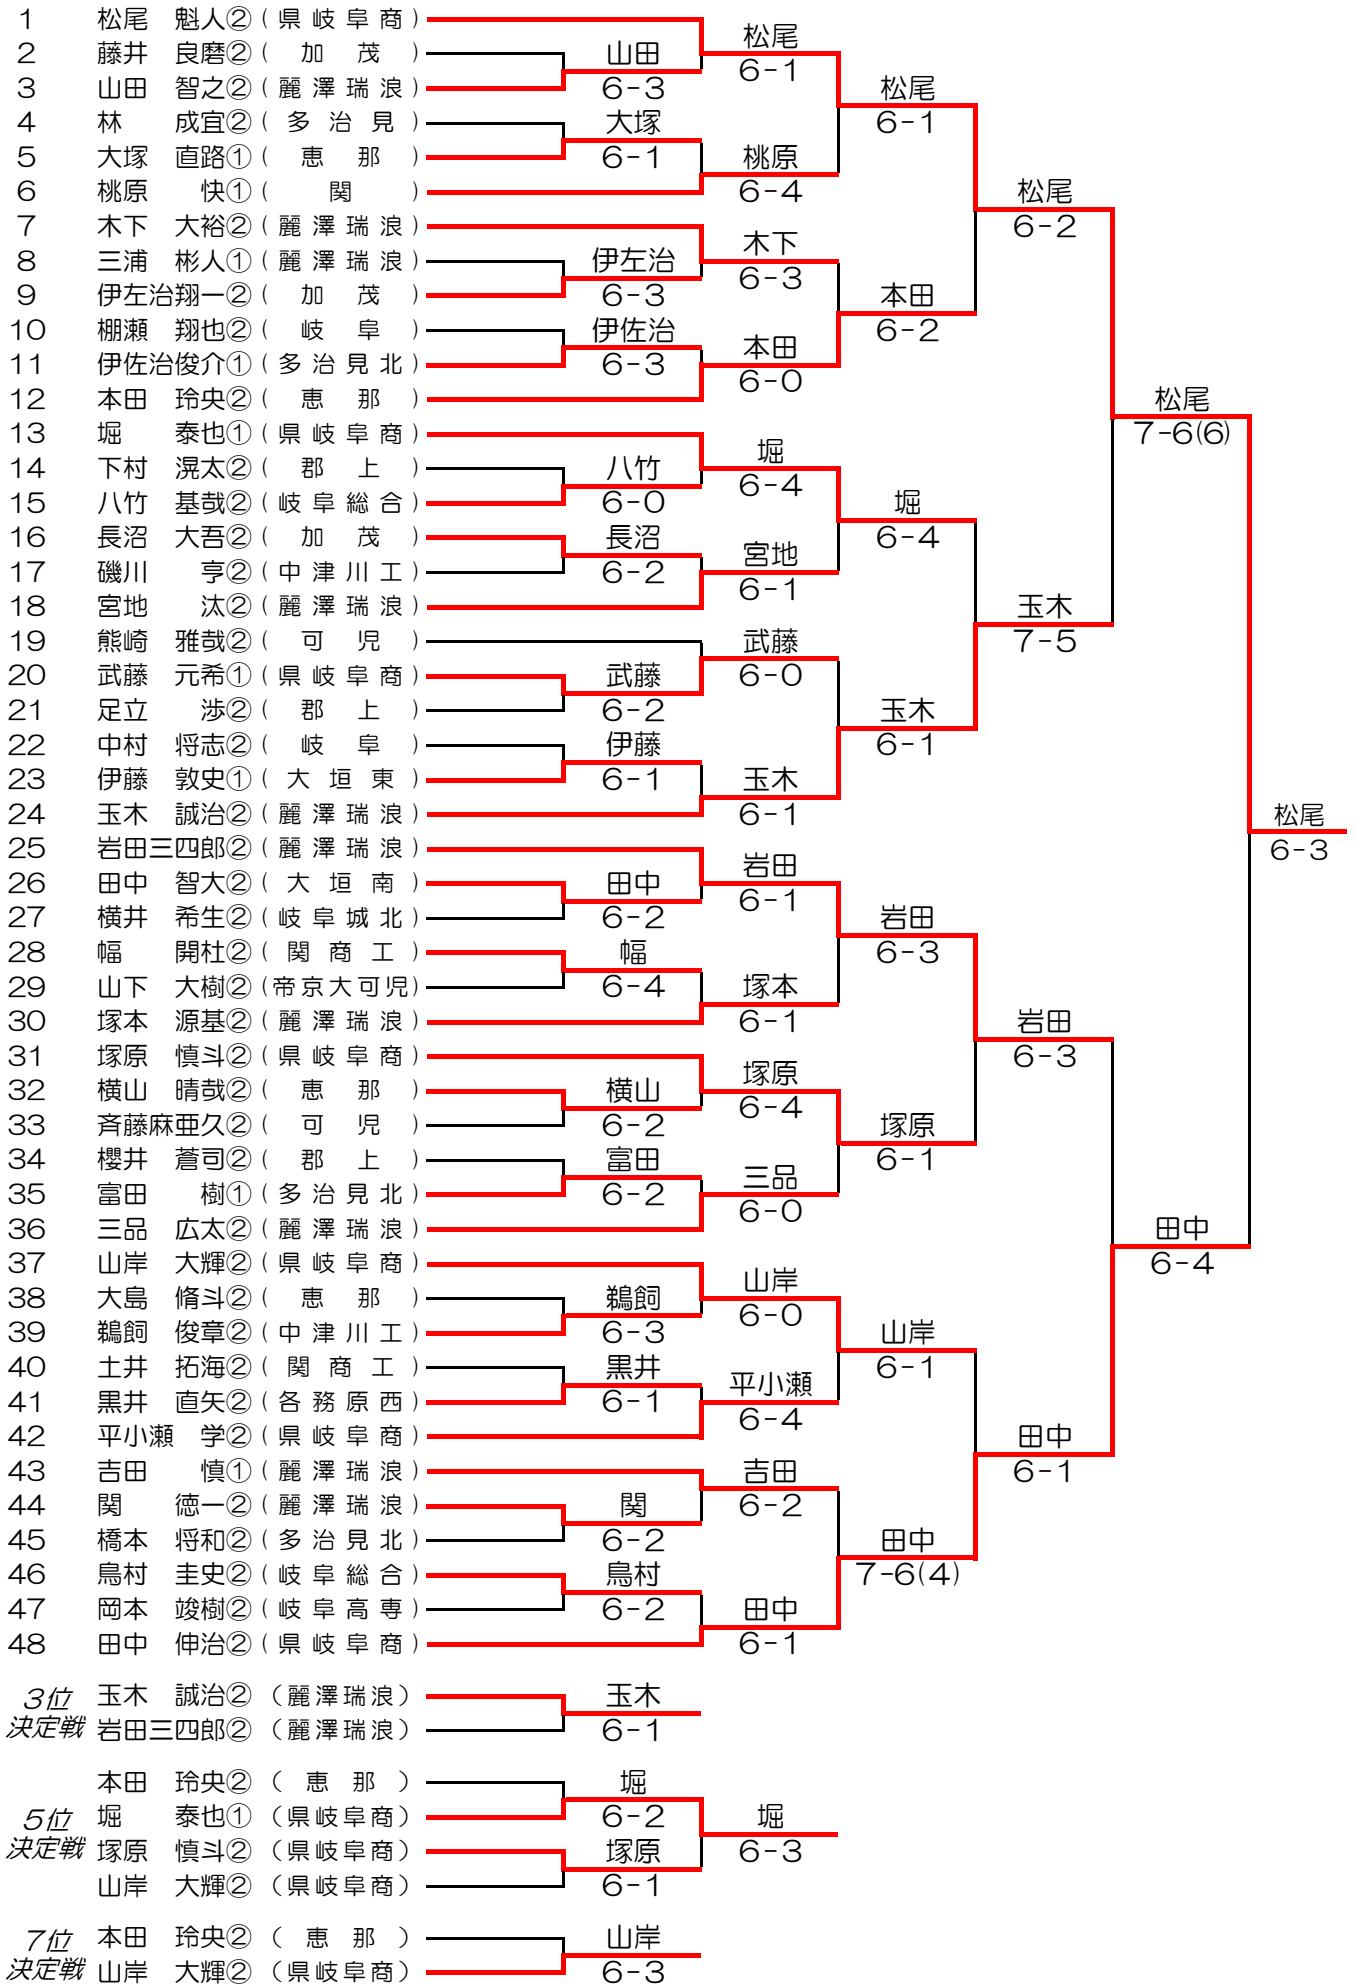 1 松尾 魁人②(県岐阜商)
2 藤井 良磨②(加茂)
3 山田 智之②(麗澤瑞浪)
4 林 成宜②(多治見)
5 大塚 直路①(恵那)
6 桃原 快①(関)
7 木下 大裕②(麗澤瑞浪)
8 三浦 彬人①(麗澤瑞浪)
9 伊左治翔一②(加茂)
10 棚瀬 翔也②(岐阜)
11 伊佐治俊介①(多治見北)
12 本田 玲央②(恵那)
13 堀 泰也①(県岐阜商)
14 下村 滉太②(郡上)
15 八竹 基哉②(岐阜総合)
16 長沼 大吾②(加茂)
17 磯川 亨②(中津川工)
18 宮地 汰②(麗澤瑞浪)
19 熊崎 雅哉②(可児)
20 武藤 元希①(県岐阜商)
21 足立 渉②(郡上)
22 中村 将志②(岐阜)
23 伊藤 敦史①(大垣東)
24 玉木 誠治②(麗澤瑞浪)
25 岩田三四郎②(麗澤瑞浪)
26 田中 智大②(大垣南)
27 横井 希生②(岐阜城北)
28 幅 開杜②(関商工)
29 山下 大樹②(帝京大可児)
30 塚本 源基②(麗澤瑞浪)
31 塚原 慎斗②(県岐阜商)
32 横山 晴哉②(恵那)
33 斉藤麻亜久②(可児)
34 櫻井 蒼司②(郡上)
35 富田 樹①(多治見北)
36 三品 広太②(麗澤瑞浪)
37 山岸 大輝②(県岐阜商)
38 大島 脩斗②(恵那)
39 鵜飼 俊章②(中津川工)
40 土井 拓海②(関商工)
41 黒井 直矢②(各務原西)
42 平小瀬 学②(県岐阜商)
43 吉田 慎①(麗澤瑞浪)
44 関 徳一②(麗澤瑞浪)
45 橋本 将和②(多治見北)
46 鳥村 圭史②(岐阜総合)
47 岡本 竣樹②(岐阜高専)
48 田中 伸治②(県岐阜商)
山田
6-3
大塚
6-1
伊左治
6-3
伊佐治
6-3
八竹
6-0
長沼
6-2
武藤
6-2
伊藤
6-1
田中
6-2
幅
6-4
横山
6-2
富田
6-2
鵜飼
6-3
黒井
6-1
関
6-2
鳥村
6-2
松尾
6-1
桃原
6-4
木下
6-3
本田
6-0
堀
6-4
宮地
6-1
武藤
6-0
玉木
6-1
岩田
6-1
塚本
6-1
塚原
6-4
三品
6-0
山岸
6-0
平小瀬
6-4
吉田
6-2
田中
6-1
松尾
6-1
本田
6-2
堀
6-4
玉木
6-1
岩田
6-3
塚原
6-1
山岸
6-1
田中
7-6(4)
松尾
6-2
玉木
7-5
岩田
6-3
田中
6-1
松尾
7-6(6)
田中
6-4
松尾
6-3
3位
決定戦
玉木 誠治②(麗澤瑞浪)
岩田三四郎②(麗澤瑞浪)
玉木
6-1
5位
決定戦
本田 玲央②(恵那)
堀 泰也①(県岐阜商)
塚原 慎斗②(県岐阜商)
山岸 大輝②(県岐阜商)
堀
6-2
塚原
6-1
堀
6-3
7位
決定戦
本田 玲央②(恵那)
山岸 大輝②(県岐阜商)
山岸
6-3